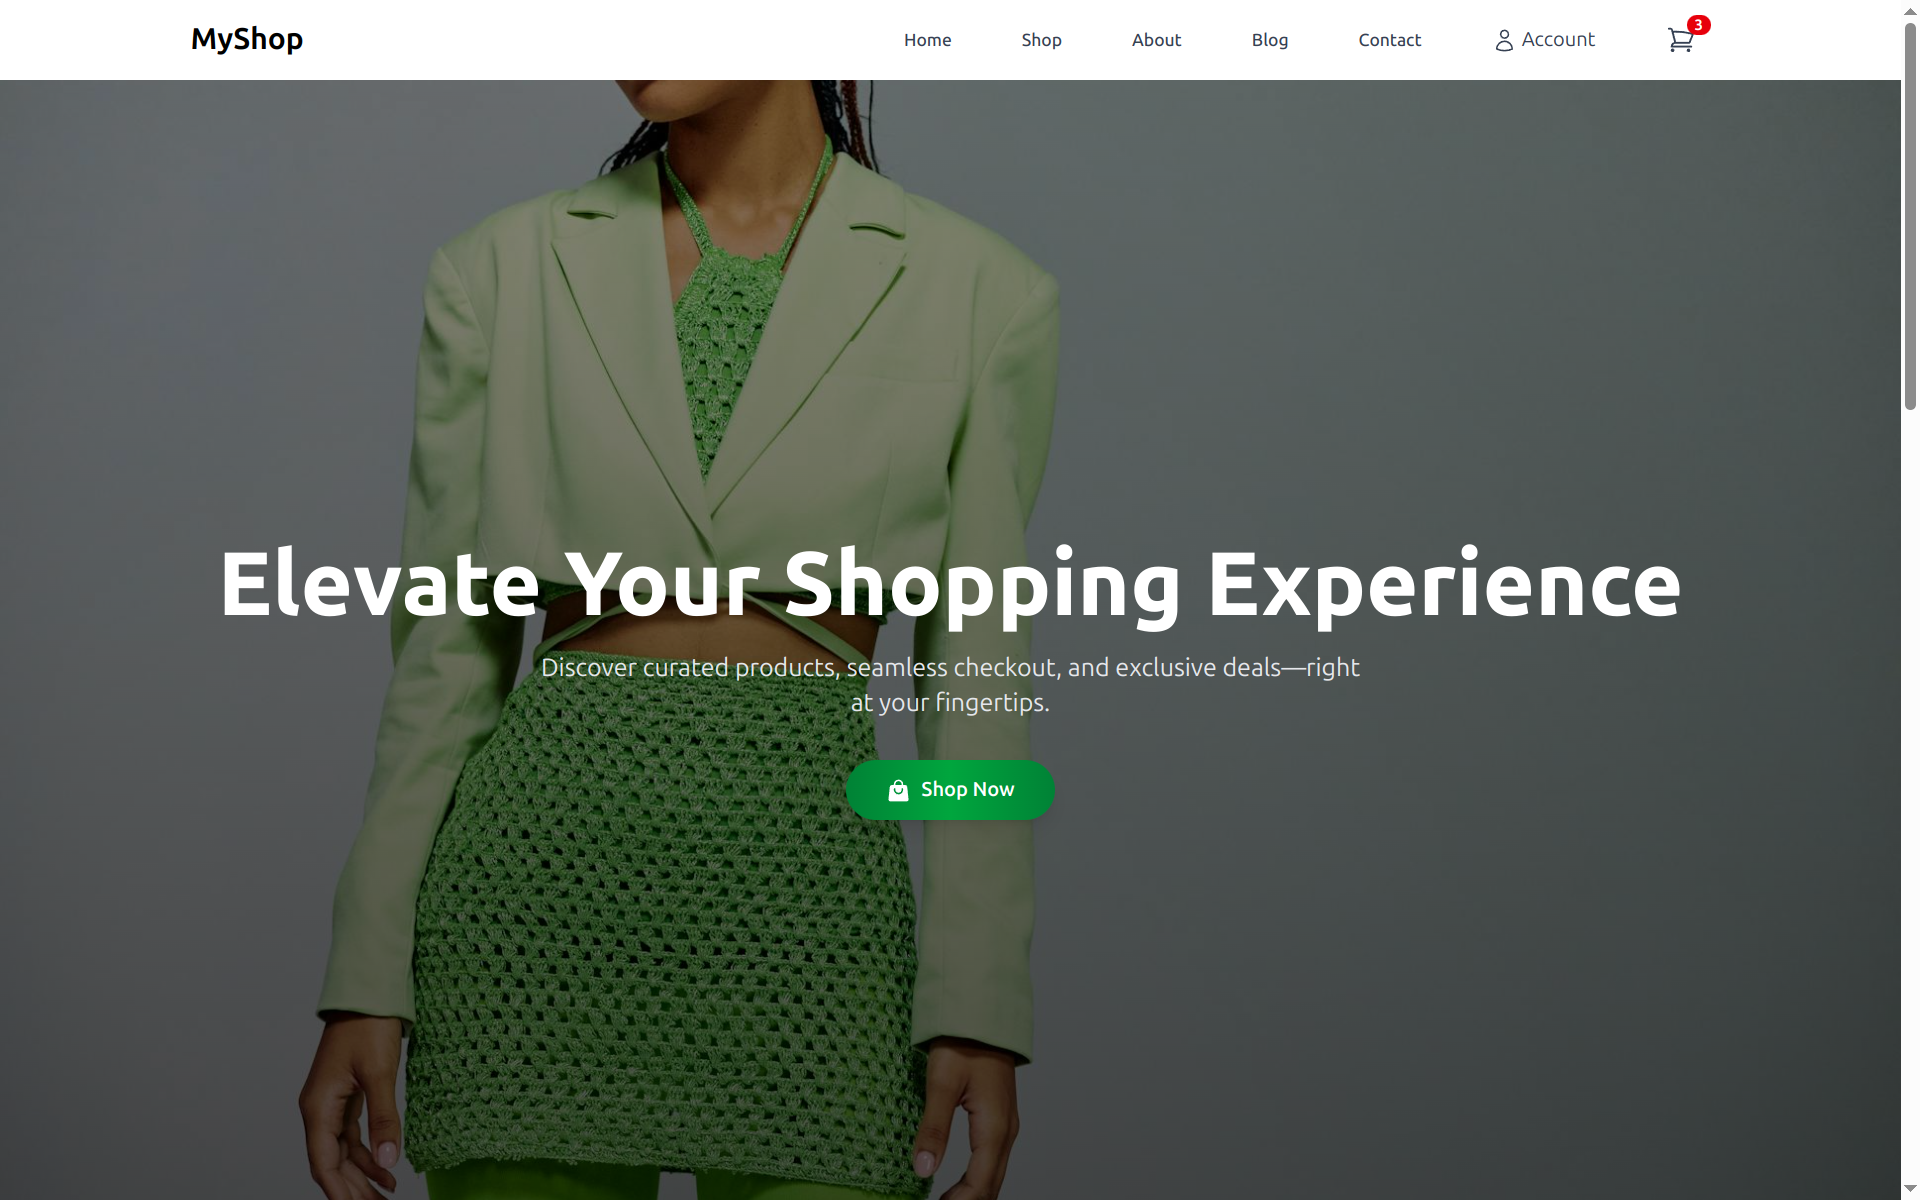 MyShop
Home
Shop
About
Blog
Contact
Account
3
Elevate Your Shopping Experience
Discover curated products, seamless checkout, and exclusive deals—right
at your fingertips.
Shop Now